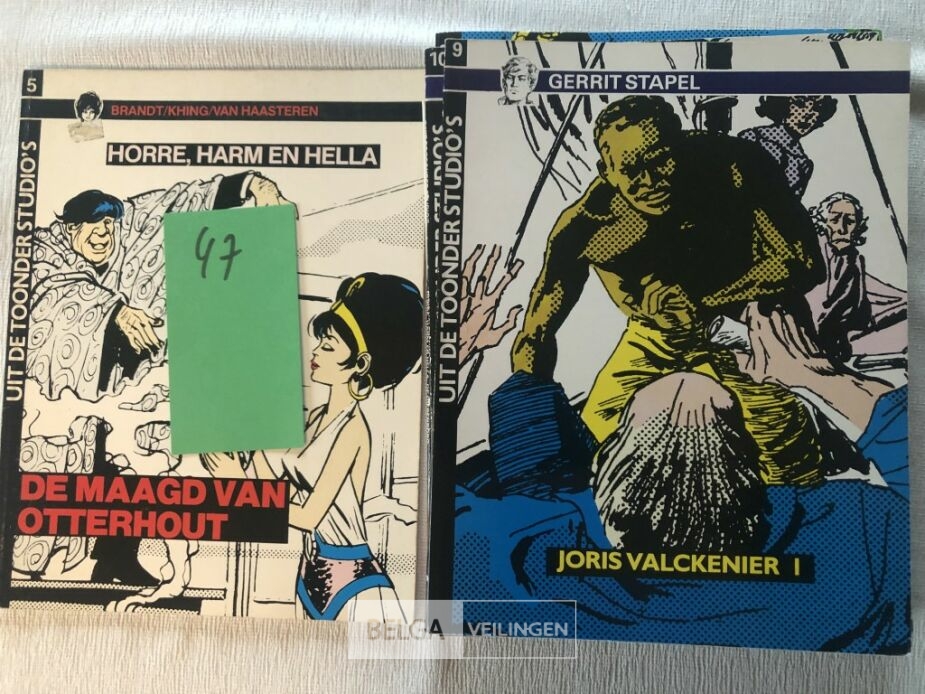 5
BRANDT/KHING/VAN HAASTEREN
HORRE, HARM EN HELLA
UIT DE TOONDER STUDIO'S
47
DE MAAGD VAN
OTTERHOUT
10
9
GERRIT STAPEL
UIT DE TOONDER STUDIO'S
JORIS VALCKENIER 1
BELGA VEILINGEN